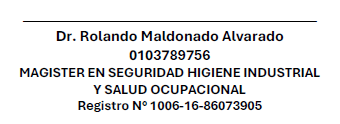 Dr. Rolando Maldonado Alvarado
0103789756
MAGISTER EN SEGURIDAD HIGIENE INDUSTRIAL
Y SALUD OCUPACIONAL
Registro Nº 1006-16-86073905